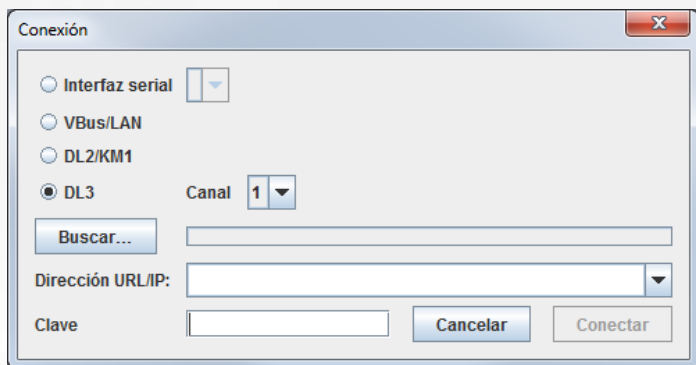 Conexión
Interfaz serial
VBus/LAN
DL2/KM1
DL3 Canal 1
Buscar...
Dirección URL/IP:
Clave Cancelar Conectar